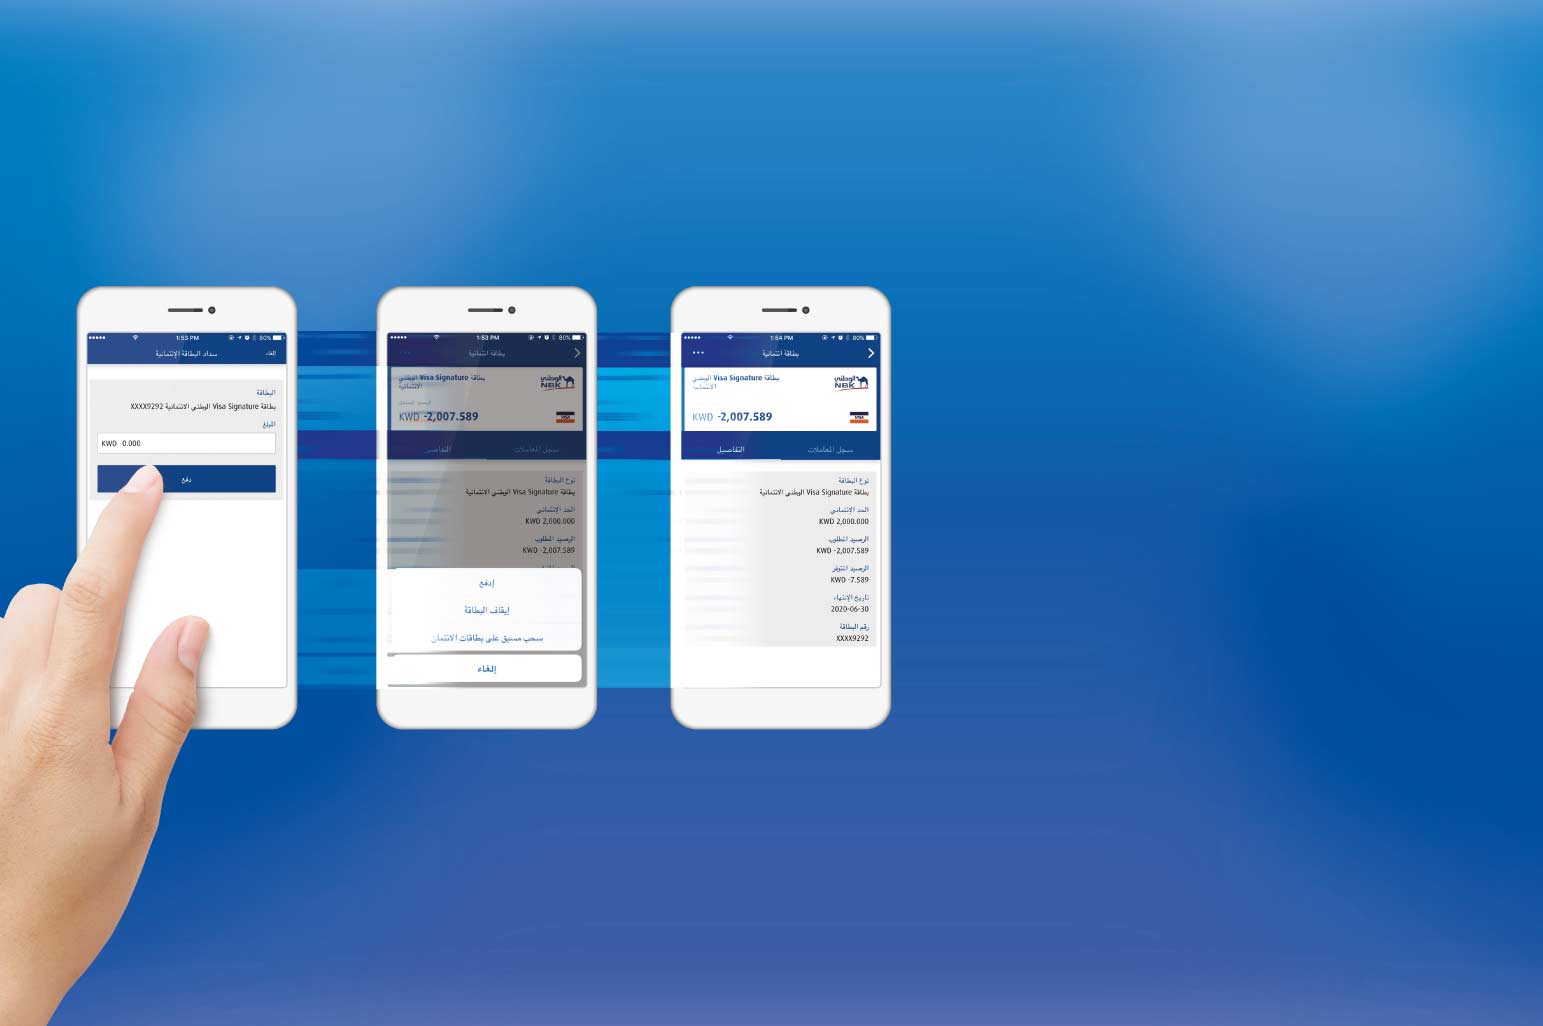 1:53 PM
80%
سداد البطاقة الإئتمانية
إلغاء
البطاقة
بطاقة Visa Signature الوطني الائتمانية XXXX9292
المبلغ
KWD 0.000
دفع
1:53 PM
80%
بطاقة ائتمانية
بطاقة Visa Signature الوطني
الائتمانية
الوطني
NBK
KWD -2,007.589
VISA
سجل المعاملات
التفاصيل
نوع البطاقة
بطاقة Visa Signature الوطني الائتمانية
الحد الإئتماني
KWD 2,000.000
الرصيد المطلوب
KWD -2,007.589
إدفع
إيقاف البطاقة
سحب مسبق على بطاقات الائتمان
إلغاء
1:54 PM
80%
بطاقة ائتمانية
بطاقة Visa Signature الوطني
الائتمانية
الوطني
NBK
KWD -2,007.589
VISA
سجل المعاملات
التفاصيل
نوع البطاقة
بطاقة Visa Signature الوطني الائتمانية
الحد الإئتماني
KWD 2,000.000
الرصيد المطلوب
KWD -2,007.589
الرصيد المتوفر
KWD -7.589
تاريخ الإنتهاء
2020-06-30
رقم البطاقة
XXXX9292